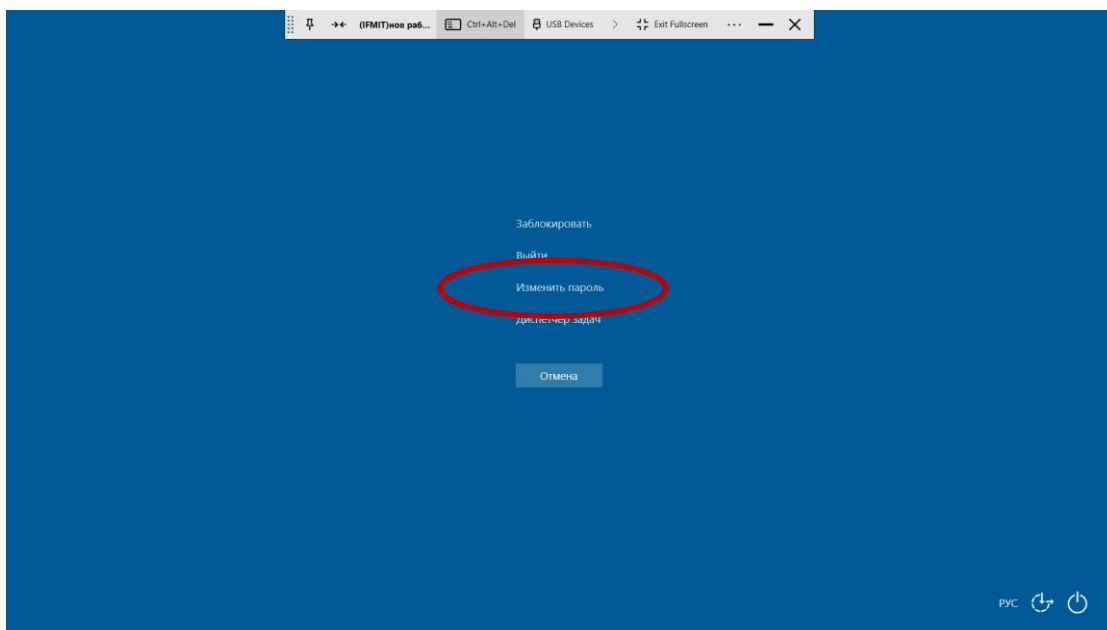 (IFMIT)нов раб... Ctrl+Alt+Del USB Devices > Exit Fullscreen ...
Заблокировать
Выйти
Изменить пароль
Диспетчер задач
Отмена
РУС